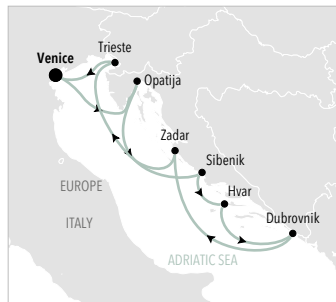 Trieste
Venice
Opatija
Zadar
Sibenik
EUROPE
Hvar
ITALY
Dubrovnik
ADRIATIC SEA